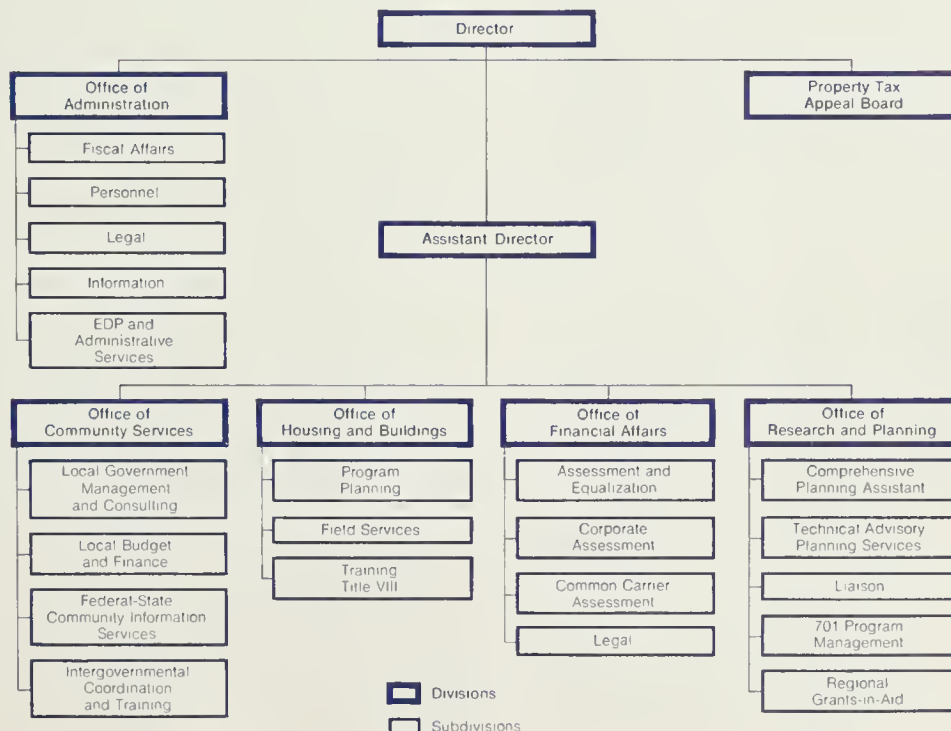 Director
Office of
Administration
Property Tax
Appeal Board
Fiscal Affairs
Personnel
Legal
Information
EDP and
Administrative
Services
Assistant Director
Office of
Community Services
Local Government
Management
and Consulting
Local Budget
and Finance
Federal-State
Community Information
Services
Intergovernmental
Coordination
and Training
Office of
Housing and Buildings
Program
Planning
Field Services
Training
Title VIII
Office of
Financial Affairs
Assessment and
Equalization
Corporate
Assessment
Common Carrier
Assessment
Legal
Office of
Research and Planning
Comprehensive
Planning Assistant
Technical Advisory
Planning Services
Liaison
701 Program
Management
Regional
Grants-in-Aid
Divisions
Subdivisions